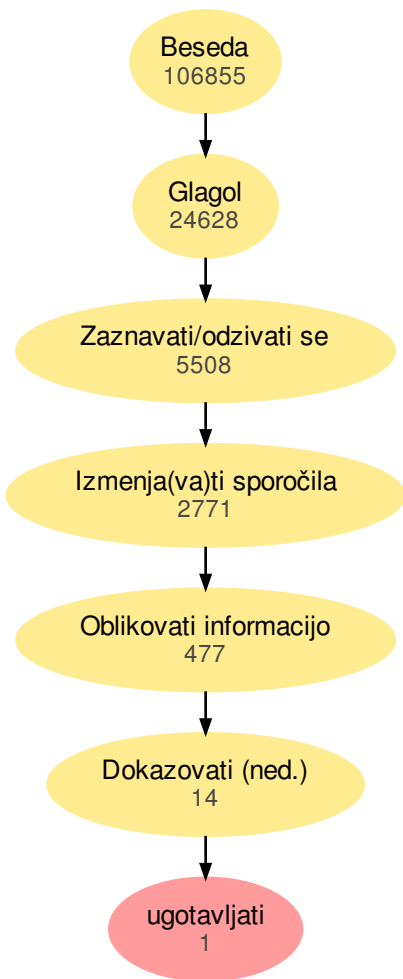 Beseda
106855
Glagol
24628
Zaznavati/odzivati se
5508
Izmenja(va)ti sporočila
2771
Oblikovati informacijo
477
Dokazovati (ned.)
14
ugotavljati
1